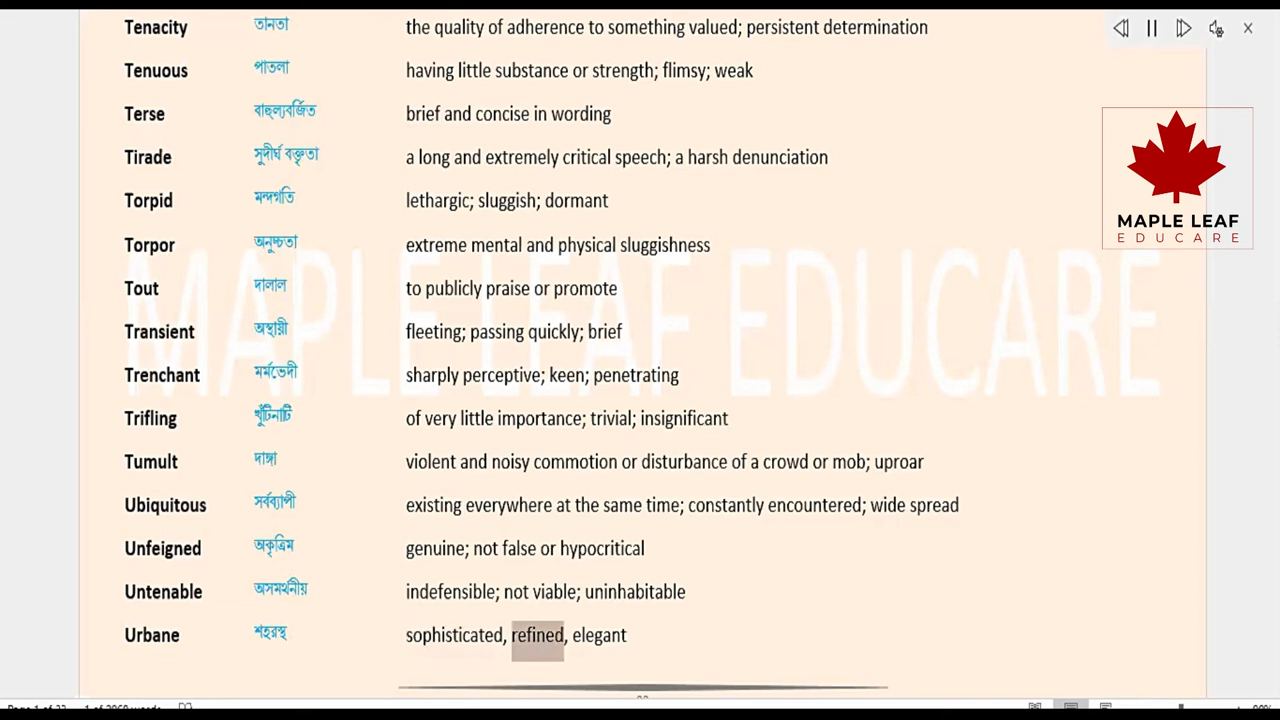 Tenacity তানতা the quality of adherence to something valued; persistent determination
Tenuous পাতলা having little substance or strength; flimsy; weak
Terse বাহুল্যবর্জিত brief and concise in wording
Tirade সুদীর্ঘ বক্তৃতা a long and extremely critical speech; a harsh denunciation
Torpid মন্দগতি lethargic; sluggish; dormant
Torpor অনুচ্চতা extreme mental and physical sluggishness
Tout দালাল to publicly praise or promote
Transient অস্থায়ী fleeting; passing quickly; brief
Trenchant মর্মভেদী sharply perceptive; keen; penetrating
Trifling খুঁটিনাটি of very little importance; trivial; insignificant
Tumult দাঙ্গা violent and noisy commotion or disturbance of a crowd or mob; uproar
Ubiquitous সর্বব্যাপী existing everywhere at the same time; constantly encountered; wide spread
Unfeigned অকৃত্রিম genuine; not false or hypocritical
Untenable অসমর্থনীয় indefensible; not viable; uninhabitable
Urbane শহরস্থ sophisticated, refined, elegant
MAPLE LEAF
EDUCARE
MAPLE LEAF EDUCARE